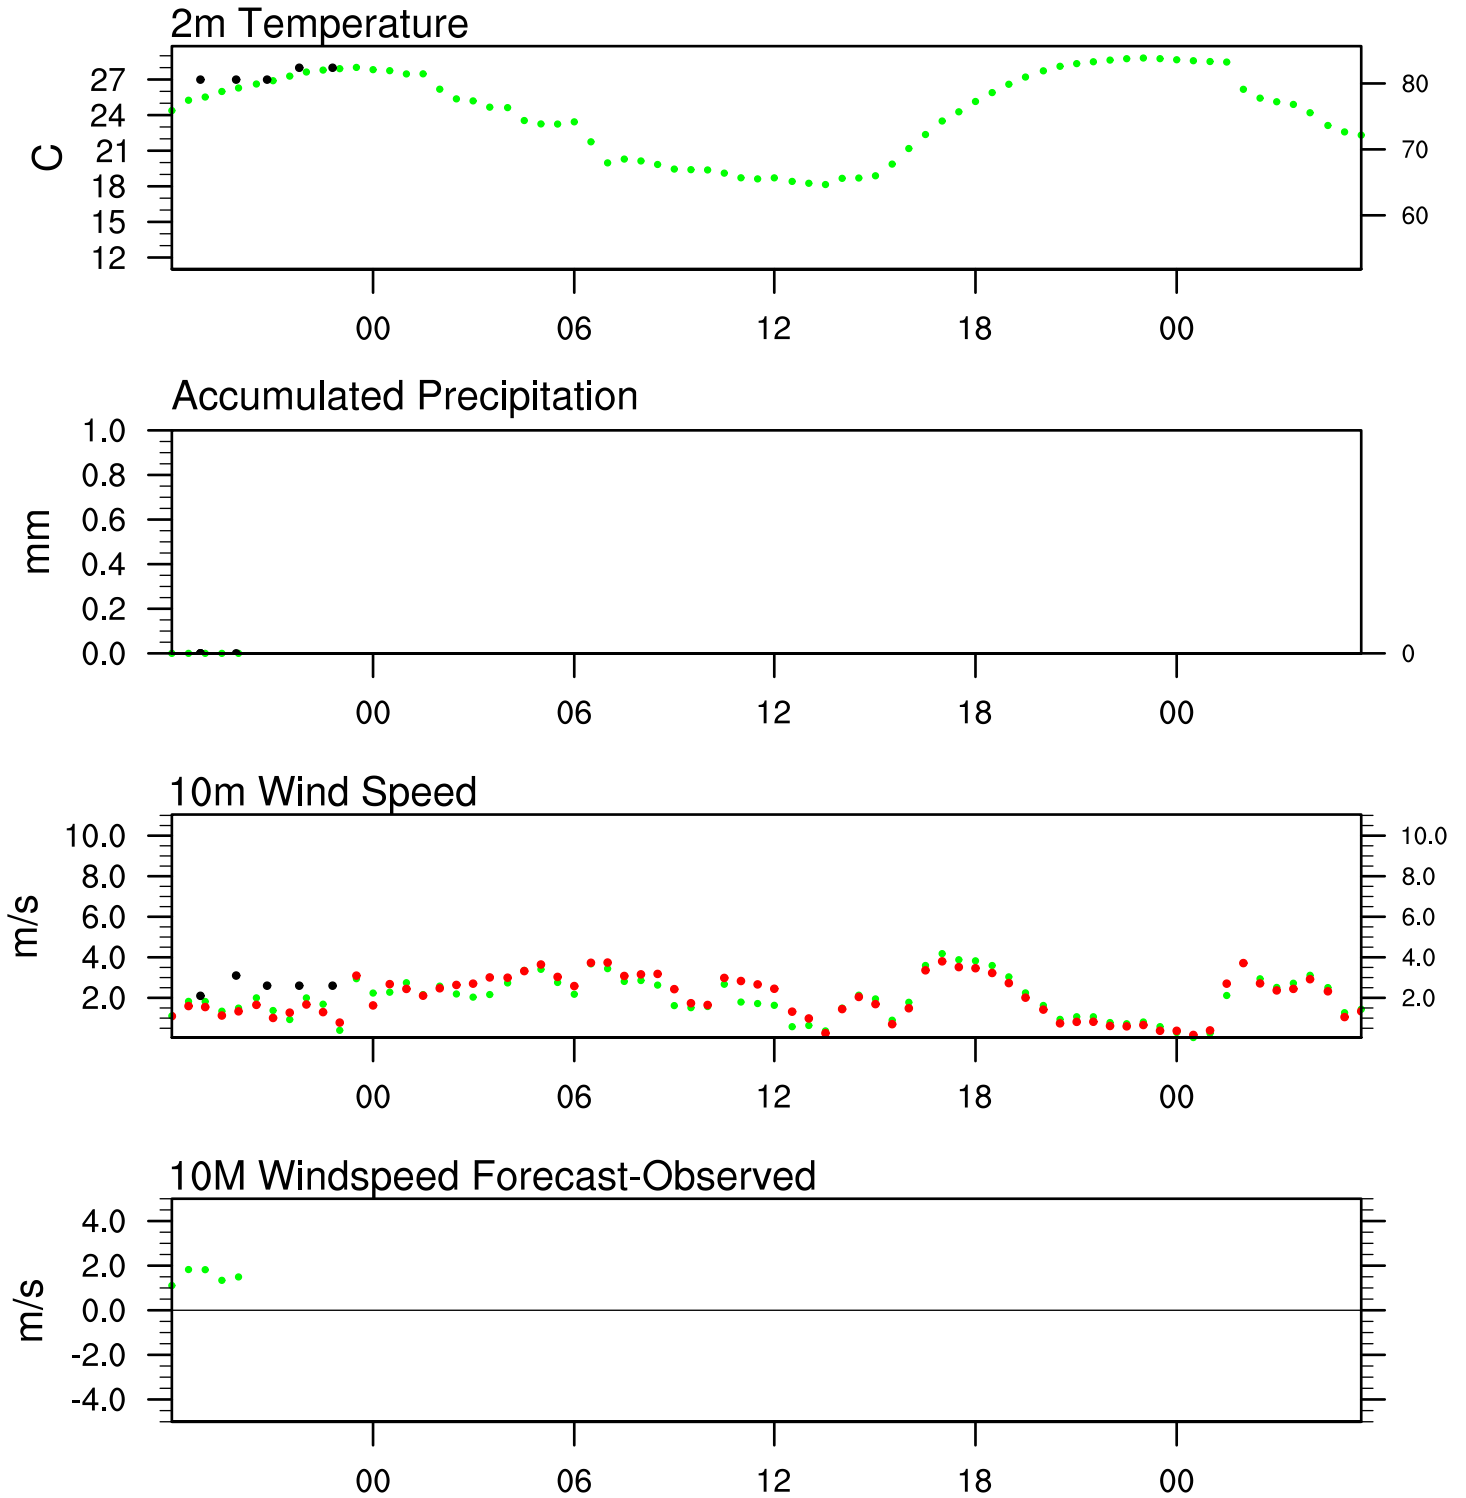 2m Temperature
27
24
21
18
15
12
C
80
70
60
00 06 12 18 00
Accumulated Precipitation
1.0
0.8
0.6
0.4
0.2
0.0
mm
0
00 06 12 18 00
10m Wind Speed
10.0 10.0
8.0 8.0
6.0 6.0
4.0 4.0
2.0 2.0
m/s
00 06 12 18 00
10M Windspeed Forecast-Observed
4.0
2.0
0.0
-2.0
-4.0
m/s
00 06 12 18 00